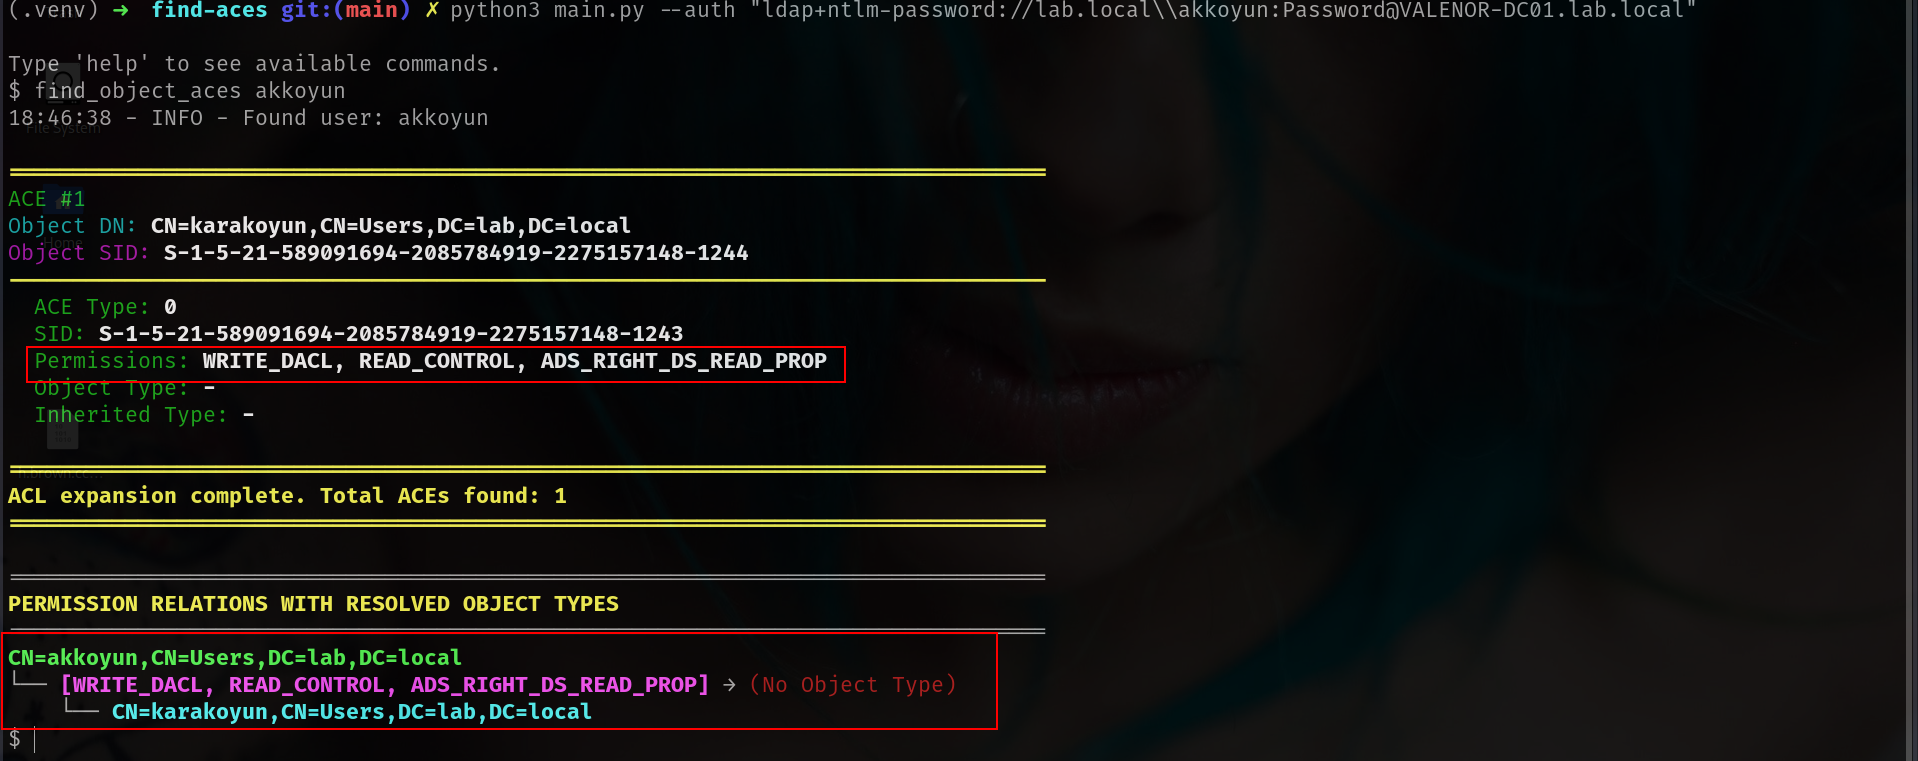 (.venv) → find-aces git:(main) ✗ python3 main.py --auth "ldap+ntlm-password://lab.local\\akkoyun:Password@VALENOR-DC01.lab.local"
Type 'help' to see available commands.
$ find_object_aces akkoyun
18:46:38 - INFO - Found user: akkoyun
File System
ACE #1
Object DN: CN=karakoyun,CN=Users,DC=lab,DC=local
Home
Object SID: S-1-5-21-589091694-2085784919-2275157148-1244
ACE Type: 0
SID: S-1-5-21-589091694-2085784919-2275157148-1243
Permissions: WRITE_DACL, READ_CONTROL, ADS_RIGHT_DS_READ_PROP
Object Type: -
Inherited Type: -
ACL expansion complete. Total ACEs found: 1
PERMISSION RELATIONS WITH RESOLVED OBJECT TYPES
CN=akkoyun,CN=Users,DC=lab,DC=local
└── [WRITE_DACL, READ_CONTROL, ADS_RIGHT_DS_READ_PROP] → (No Object Type)
└── CN=karakoyun,CN=Users,DC=lab,DC=local
$